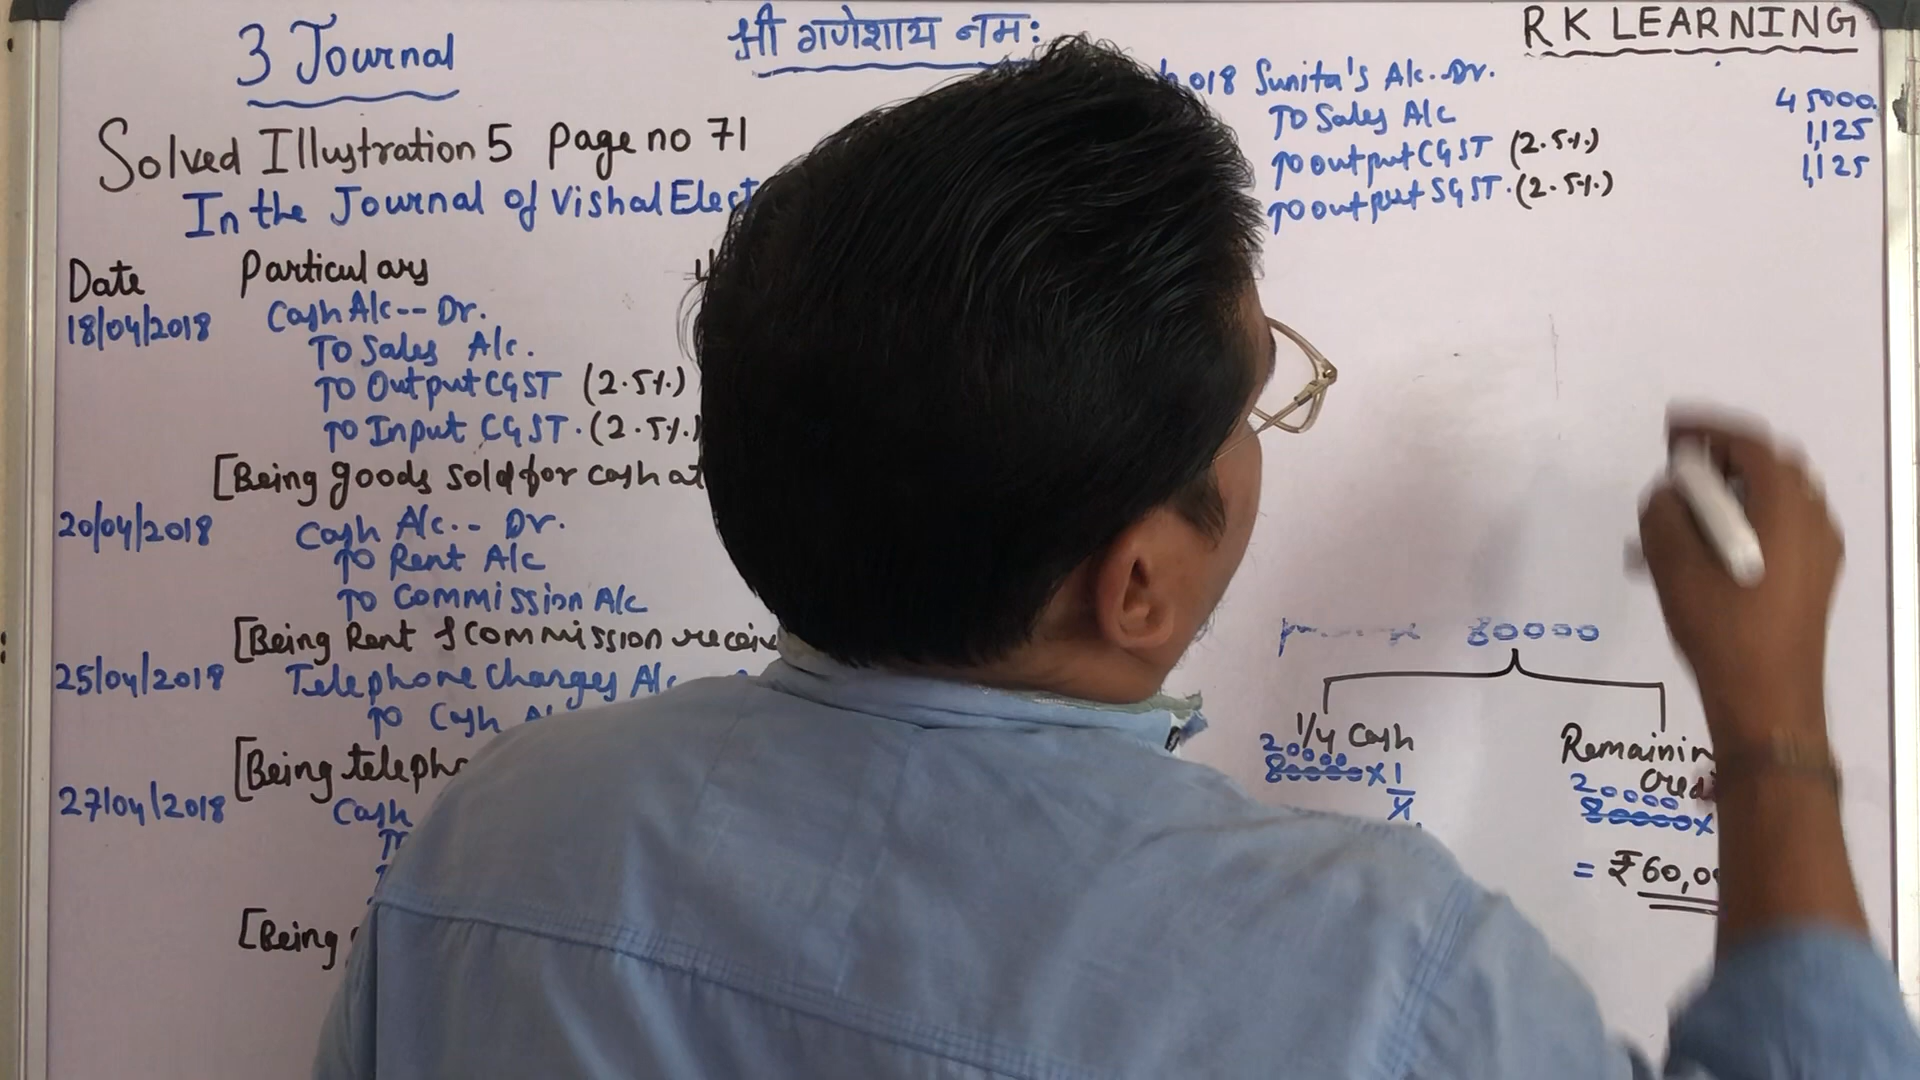 3 Journal
श्री गणेशाय नमः
RK LEARNING
Solved Illustration 5 page no 71
In the Journal of Vishal Elect
Date Particulars
18/04/2018 Cash A/c-- Dr.
To Sales A/c.
To Output CGST (2.5%)
To Input CGST. (2.5%)
[Being goods sold for cash at
20/04/2018 Cash A/c.. Dr.
To Rent A/c
To Commission A/c
[Being Rent & Commission receive
25/04/2018 Telephone Charges A/c
To Cash A/
[Being telepho
27/04/2018 Cash
[Being
018 Sunita's A/c..Dr.
To Sales A/c 45000
To output CGST (2.5%) 1,125
To output SGST. (2.5%) 1,125
80000
1/4 Cash
20000
80000 x 1
4
Remainin
Cred
20000
80000 x
= ₹60,00